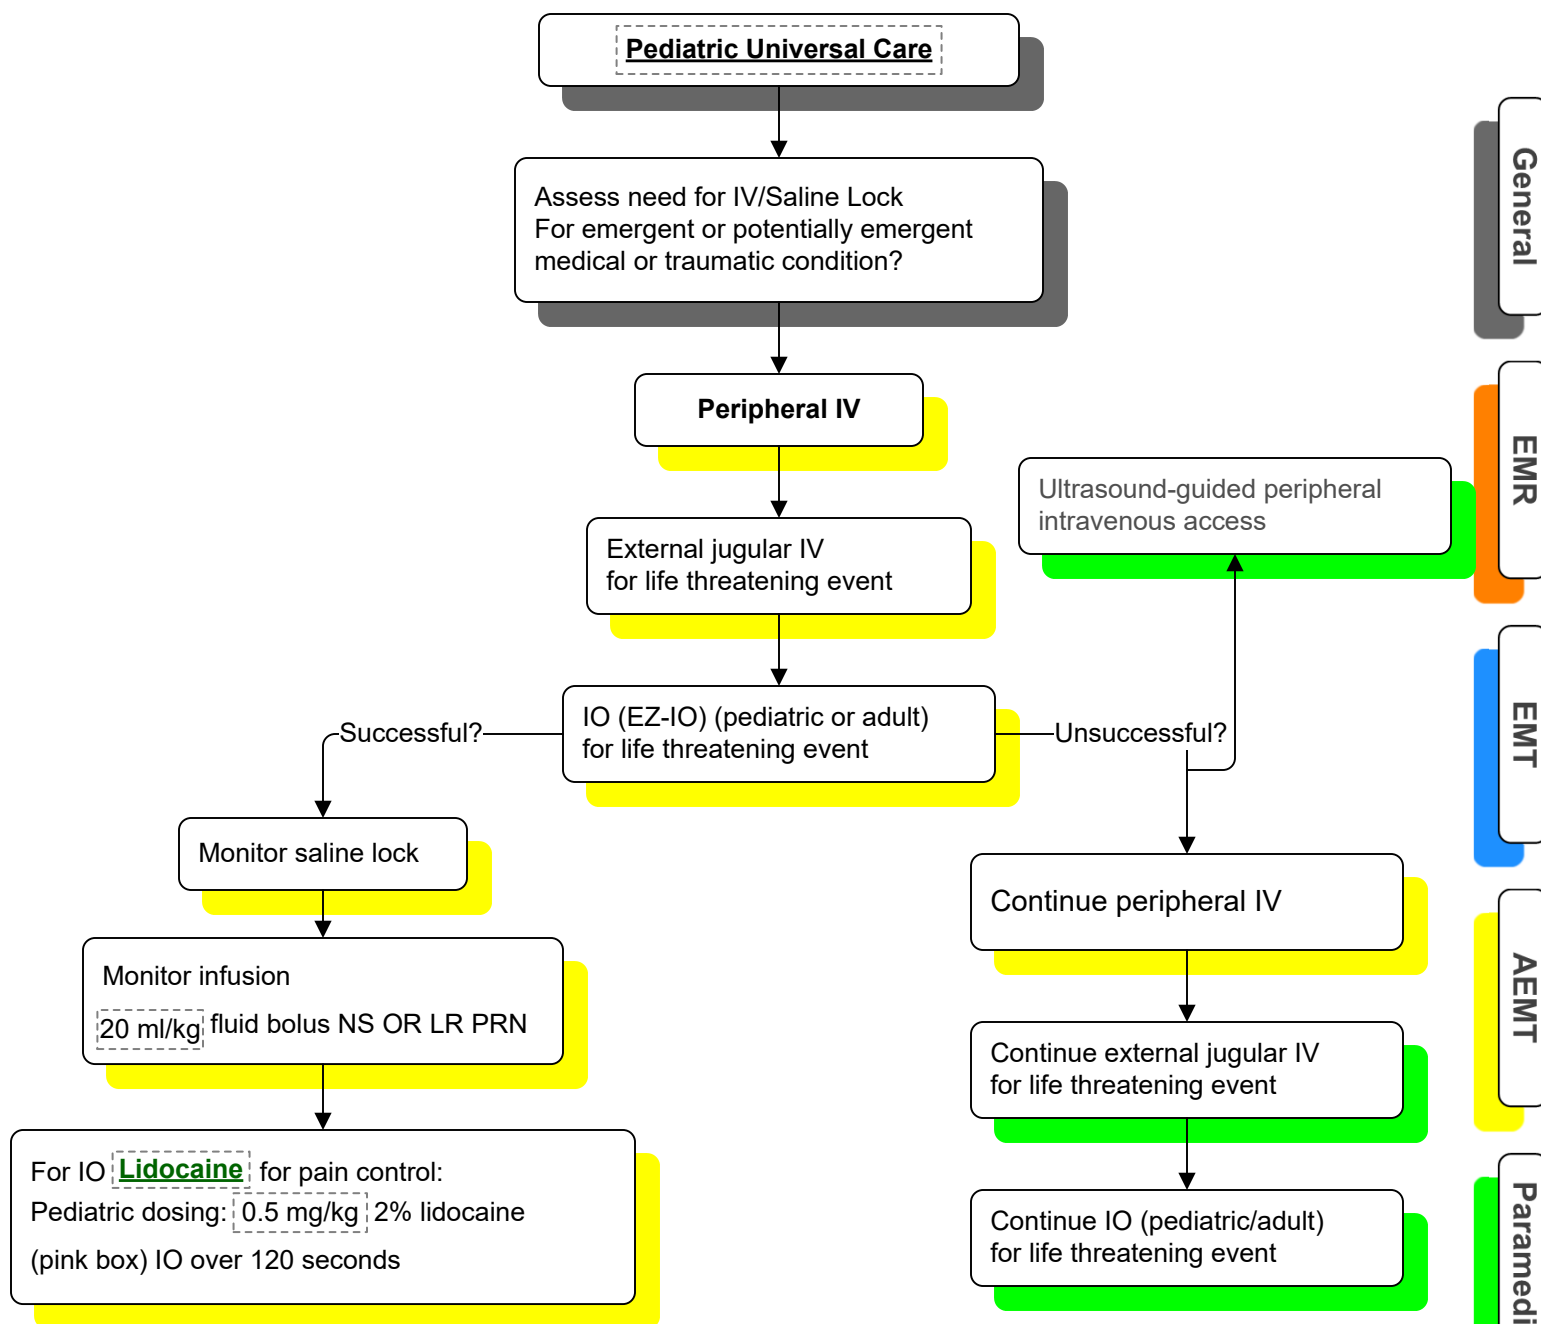 Pediatric Universal Care
Assess need for IV/Saline Lock
For emergent or potentially emergent
medical or traumatic condition?
Peripheral IV
External jugular IV
for life threatening event
Ultrasound-guided peripheral
intravenous access
IO (EZ-IO) (pediatric or adult)
for life threatening event
Successful?
Unsuccessful?
Monitor saline lock
Monitor infusion
20 ml/kg fluid bolus NS OR LR PRN
For IO Lidocaine for pain control:
Pediatric dosing: 0.5 mg/kg 2% lidocaine
(pink box) IO over 120 seconds
Continue peripheral IV
Continue external jugular IV
for life threatening event
Continue IO (pediatric/adult)
for life threatening event
General
EMR
EMT
AEMT
Paramedi